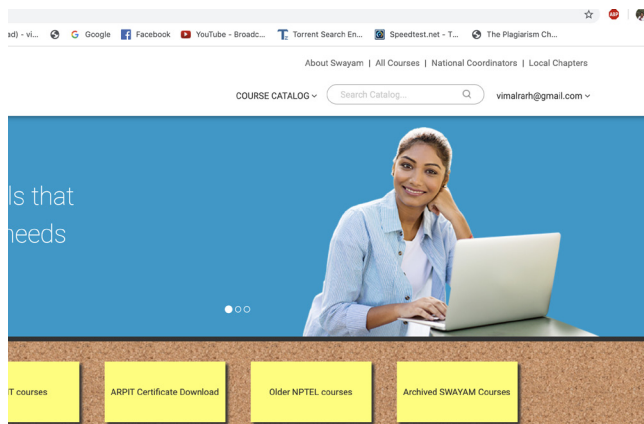 ad) - vi...  Google  Facebook  YouTube - Broadc...  Torrent Search En...  Speedtest.net - T...  The Plagiarism Ch...
About Swayam | All Courses | National Coordinators | Local Chapters
COURSE CATALOG  Search Catalog...  vimalrarh@gmail.com
ls that
needs
IT courses  ARPIT Certificate Download  Older NPTEL courses  Archived SWAYAM Courses